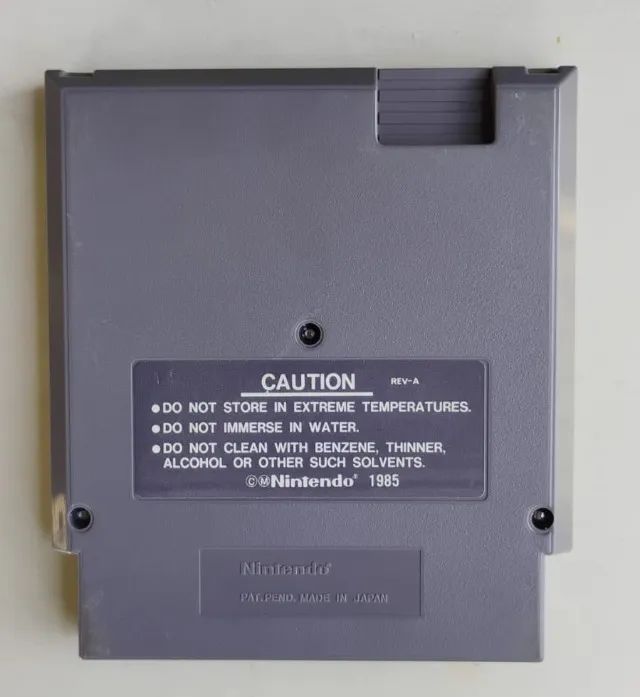 CAUTION REV-A
•DO NOT STORE IN EXTREME TEMPERATURES.
•DO NOT IMMERSE IN WATER.
•DO NOT CLEAN WITH BENZENE, THINNER,
ALCOHOL OR OTHER SUCH SOLVENTS.
©Ⓜ Nintendo® 1985
Nintendo®
PAT. PEND. MADE IN JAPAN